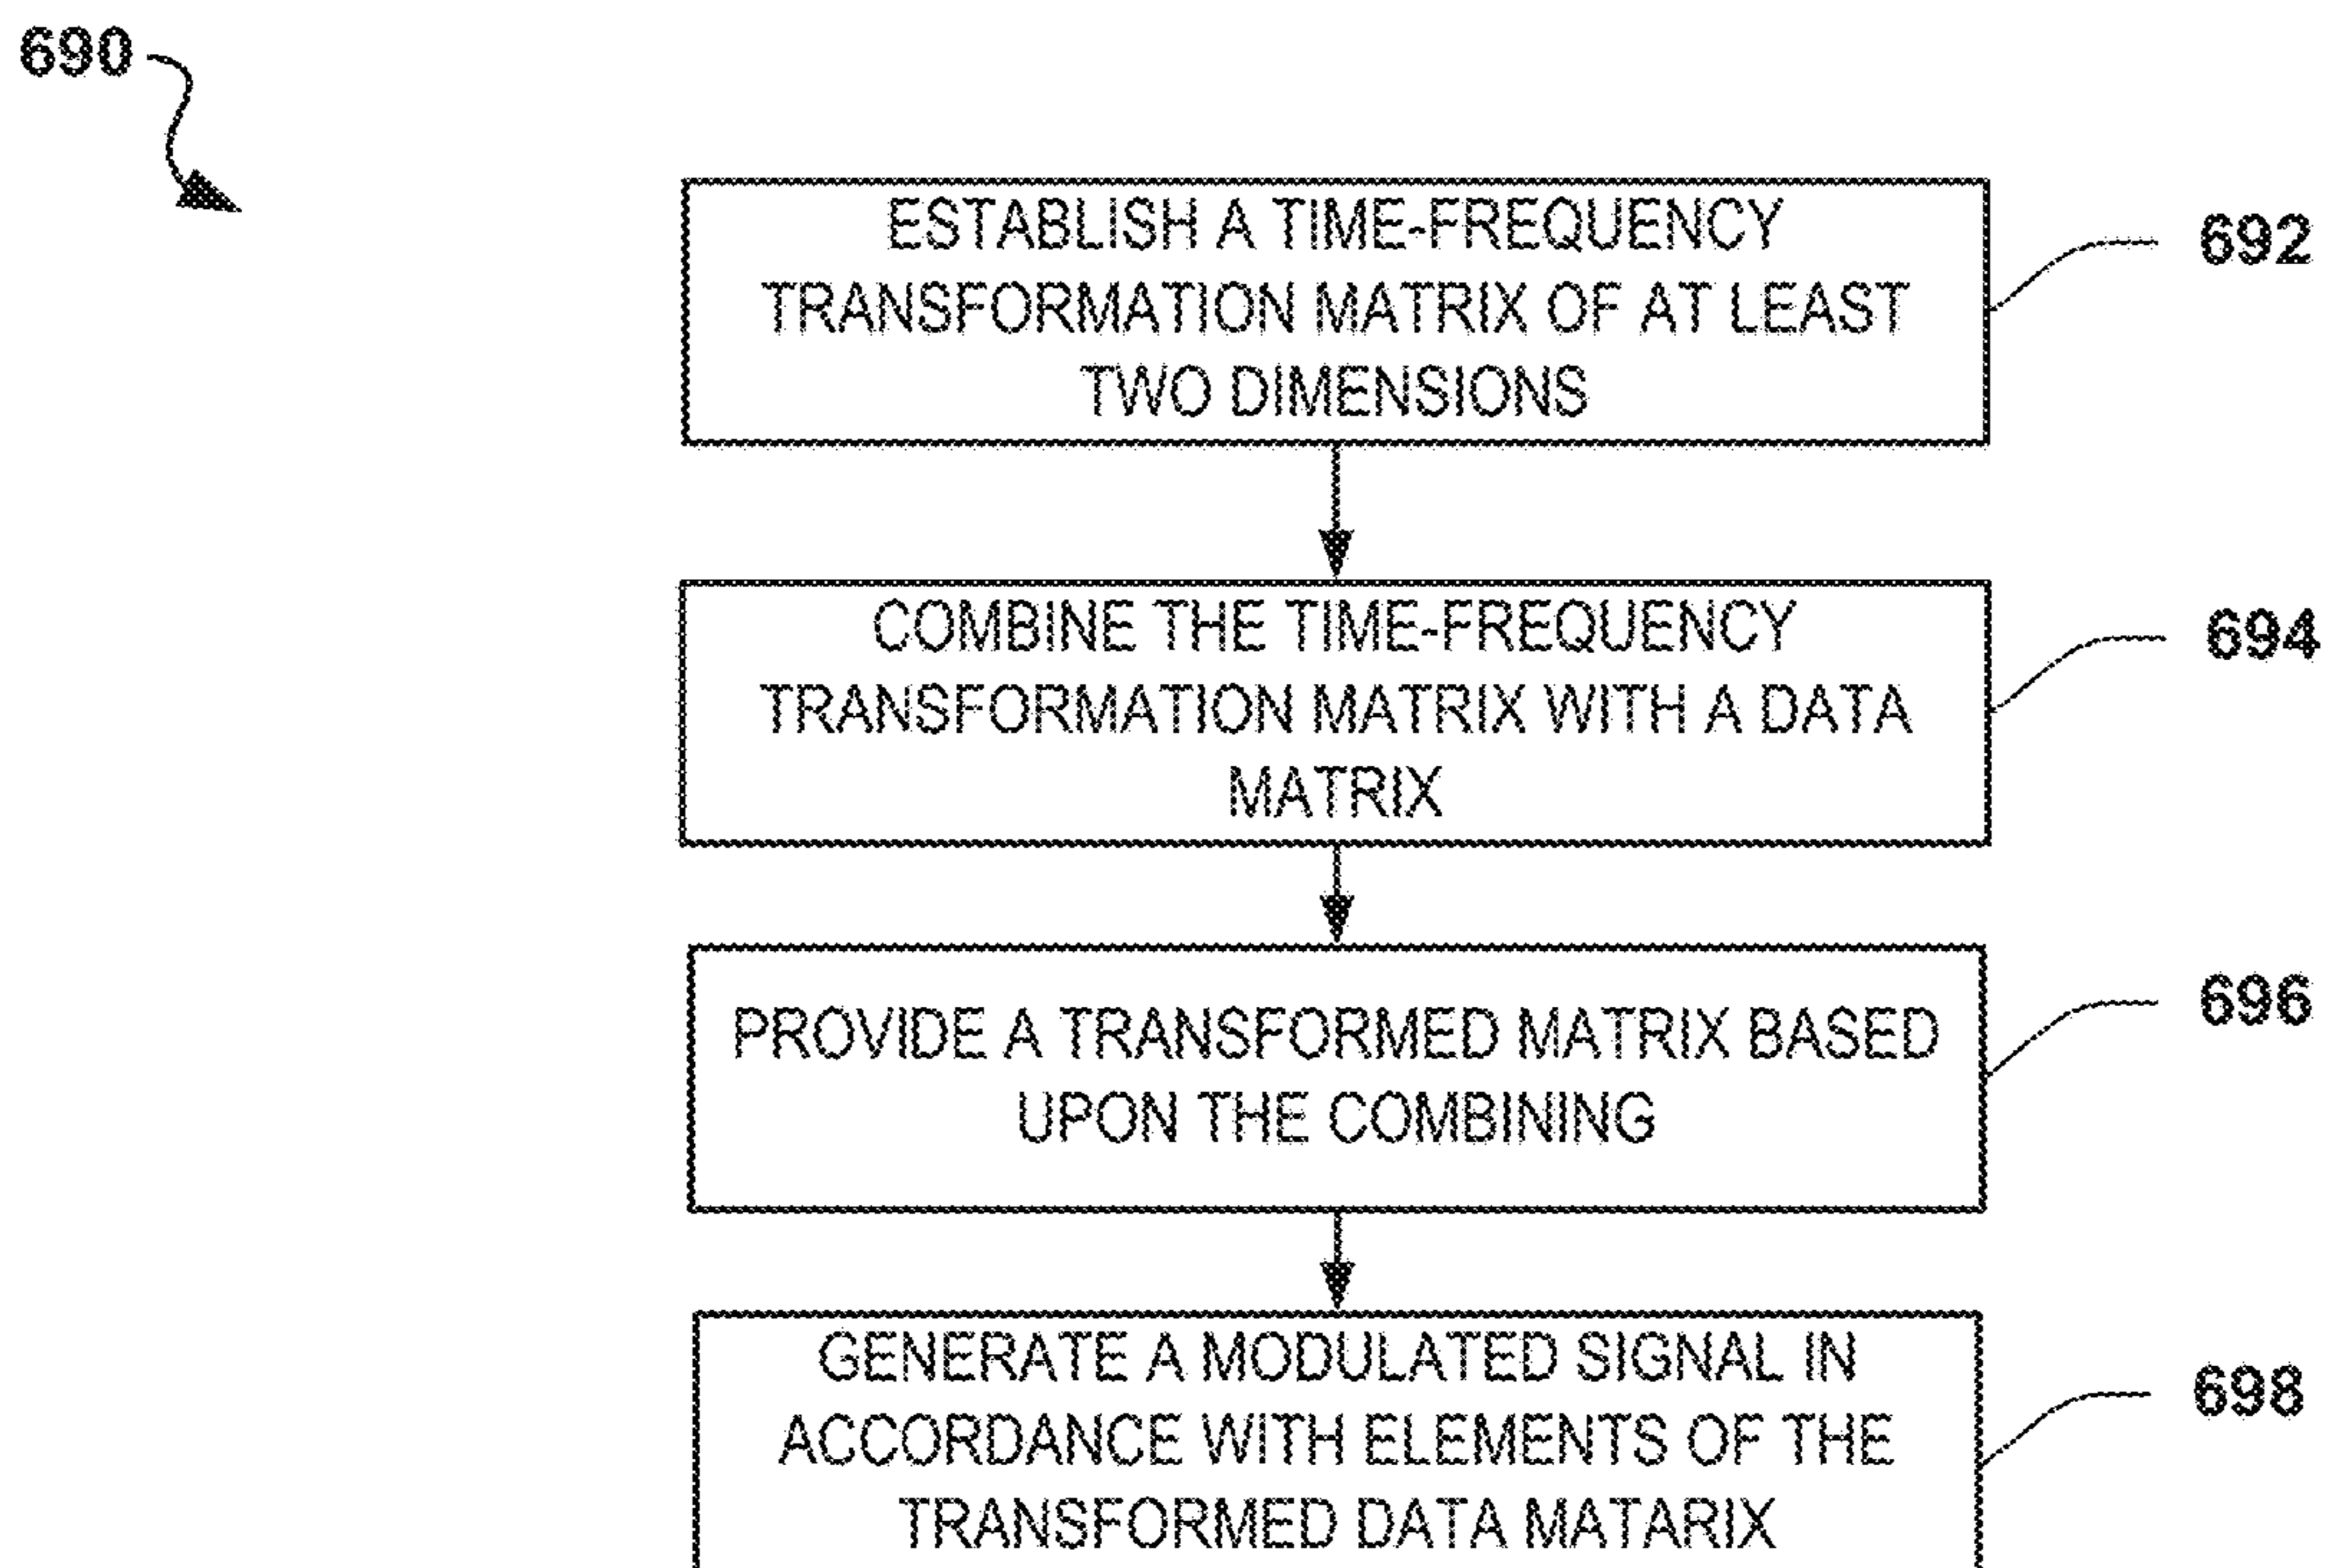 690
ESTABLISH A TIME-FREQUENCY
TRANSFORMATION MATRIX OF AT LEAST
TWO DIMENSIONS
692
COMBINE THE TIME-FREQUENCY
TRANSFORMATION MATRIX WITH A DATA
MATRIX
694
PROVIDE A TRANSFORMED MATRIX BASED
UPON THE COMBINING
696
GENERATE A MODULATED SIGNAL IN
ACCORDANCE WITH ELEMENTS OF THE
TRANSFORMED DATA MATARIX
698